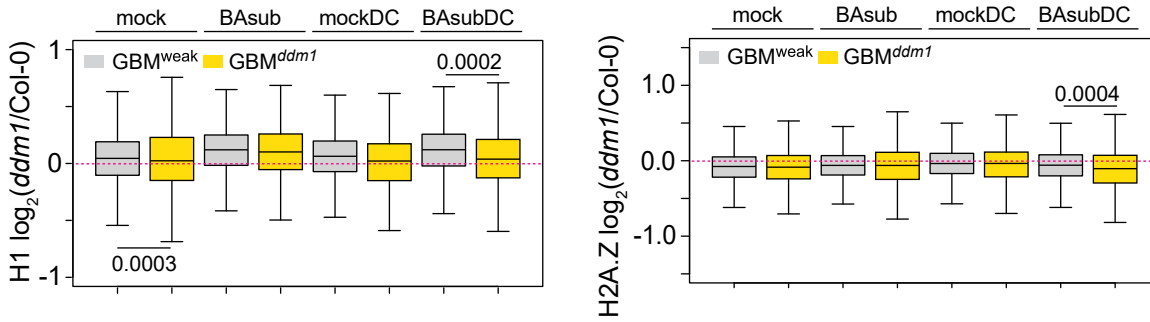 mock BAsub mockDC BAsubDC
GBMweak GBMddm1
0.0002
0.0003
1
0
-1
H1 log2(ddm1/Col-0)
mock BAsub mockDC BAsubDC
GBMweak GBMddm1
0.0004
1.0
0.0
-1.0
H2A.Z log2(ddm1/Col-0)